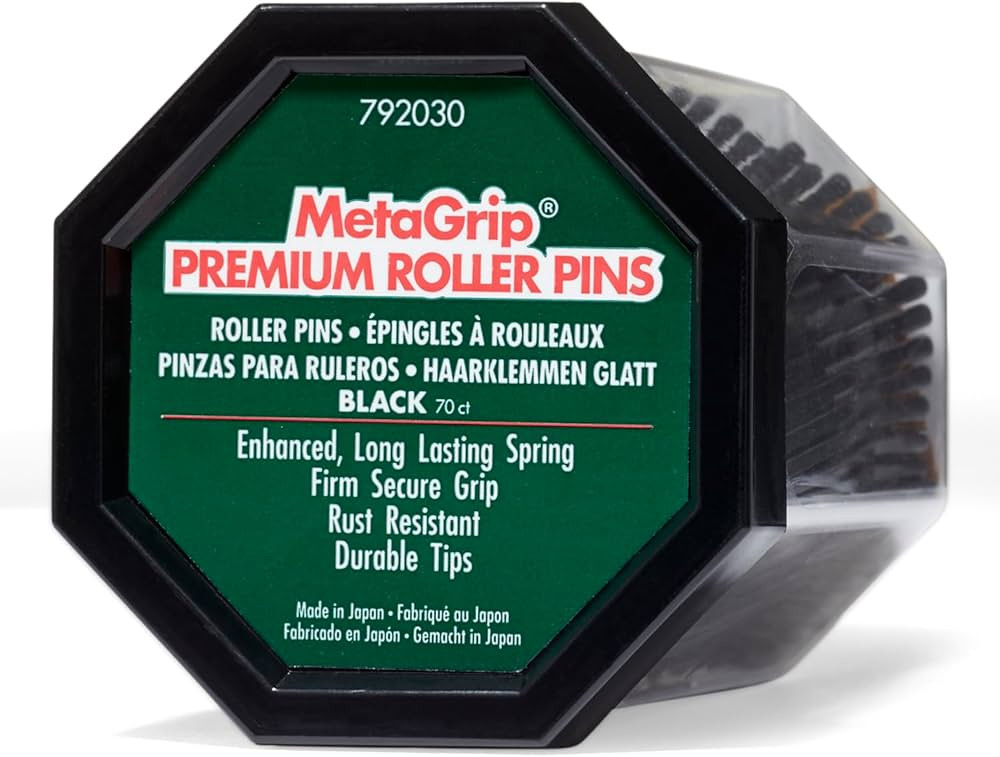 792030
MetaGrip®
PREMIUM ROLLER PINS
ROLLER PINS • ÉPINGLES À ROULEAUX
PINZAS PARA RULEROS • HAARKLEMMEN GLATT
BLACK 70 ct
Enhanced, Long Lasting Spring
Firm Secure Grip
Rust Resistant
Durable Tips
Made in Japan • Fabriqué au Japon
Fabricado en Japón • Gemacht in Japan